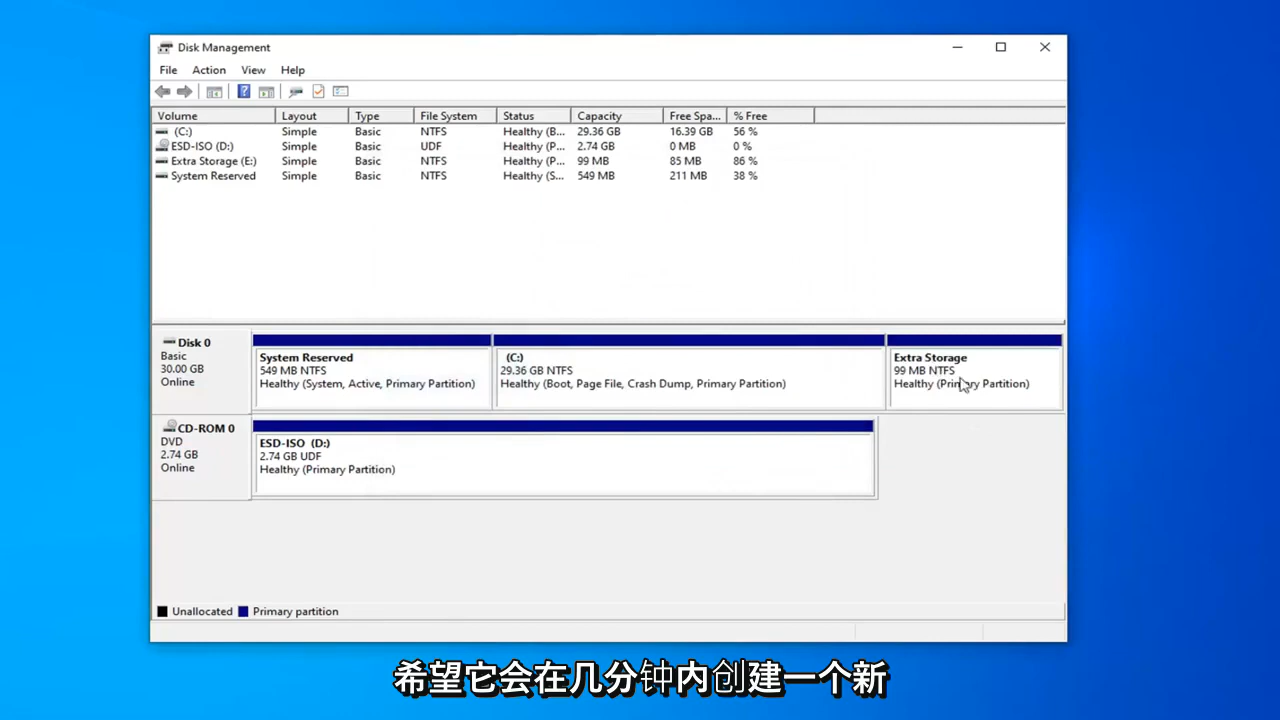 Disk Management
File Action View Help
Volume Layout Type File System Status Capacity Free Spa... % Free
(C:) Simple Basic NTFS Healthy (B... 29.36 GB 16.39 GB 56 %
ESD-ISO (D:) Simple Basic UDF Healthy (P... 2.74 GB 0 MB 0 %
Extra Storage (E:) Simple Basic NTFS Healthy (P... 99 MB 85 MB 86 %
System Reserved Simple Basic NTFS Healthy (S... 549 MB 211 MB 38 %
Disk 0
Basic
30.00 GB
Online
System Reserved
549 MB NTFS
Healthy (System, Active, Primary Partition)
(C:)
29.36 GB NTFS
Healthy (Boot, Page File, Crash Dump, Primary Partition)
Extra Storage
99 MB NTFS
Healthy (Primary Partition)
CD-ROM 0
DVD
2.74 GB
Online
ESD-ISO (D:)
2.74 GB UDF
Healthy (Primary Partition)
Unallocated Primary partition
希望它会在几分钟内创建一个新